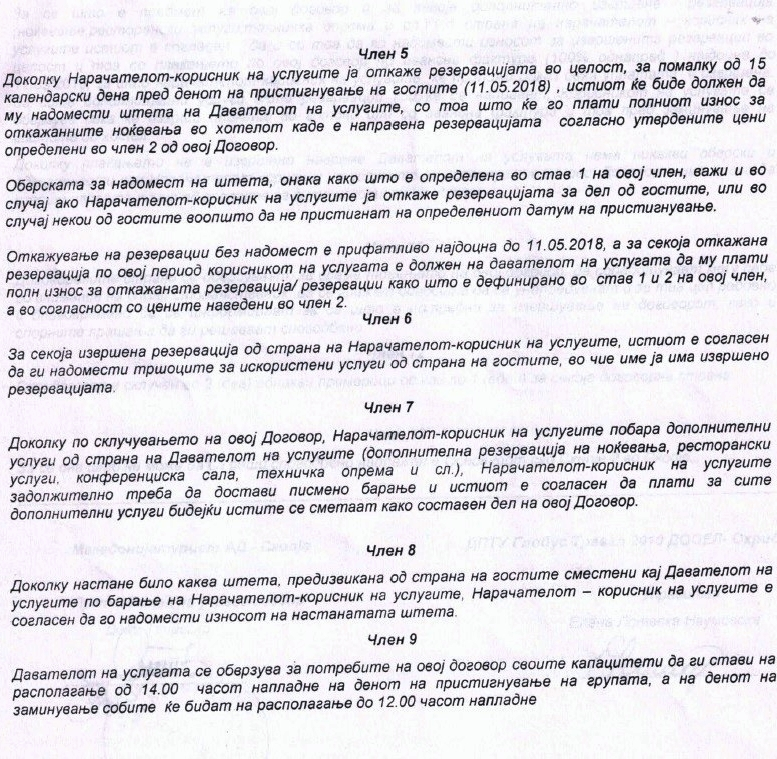 Член 5
Доколку Нарачателот-корисник на услугите ја откаже резервацијата во целост, за помалку од 15
календарски дена пред денот на пристигнување на гостите (11.05.2018) , истиот ќе биде должен да
му надомести штета на Давателот на услугите, со тоа што ќе го плати полниот износ за
откажанните ноќевања во хотелот каде е направена резервацијата согласно утврдените цени
определени во член 2 од овој Договор.
Обврската за надомест на штета, онака како што е определена во став 1 на овој член, важи и во
случај ако Нарачателот-корисник на услугите ја откаже резервацијата за дел од гостите, или во
случај некои од гостите воопшто да не пристигнат на определениот датум на пристигнување.
Откажување на резервации без надомест е прифатливо најдоцна до 11.05.2018, а за секоја откажана
резервација по овој период корисникот на услугата е должен на давателот на услугата да му плати
полн износ за откажаната резервација/ резервации како што е дефинирано во став 1 и 2 на овој член,
а во согласност со цените наведени во член 2.
Член 6
За секоја извршена резервација од страна на Нарачателот-корисник на услугите, истиот е согласен
да ги надомести трошоците за искористени услуги од страна на гостите, во чие име ја има извршено
резервацијата.
Член 7
Доколку по склучувањето на овој Договор, Нарачателот-корисник на услугите побара дополнителни
услуги од страна на Давателот на услугите (дополнителна резервација на ноќевања, ресторански
услуги, конференциска сала, техничка опрема и сл.), Нарачателот-корисник на услугите
задолжително треба да достави писмено барање и истиот е согласен да плати за сите
дополнителни услуги бидејќи истите се сметаат како составен дел на овој Договор.
Член 8
Доколку настане било каква штета, предизвикана од страна на гостите сместени кај Давателот на
услугите по барање на Нарачателот-корисник на услугите, Нарачателот – корисник на услугите е
согласен да го надомести износот на настанатата штета.
Член 9
Давателот на услугата се обврзува за потребите на овој договор своите капацитети да ги стави на
располагање од 14.00 часот напладне на денот на пристигнување на групата, а на денот на
заминување собите ќе бидат на располагање до 12.00 часот напладне